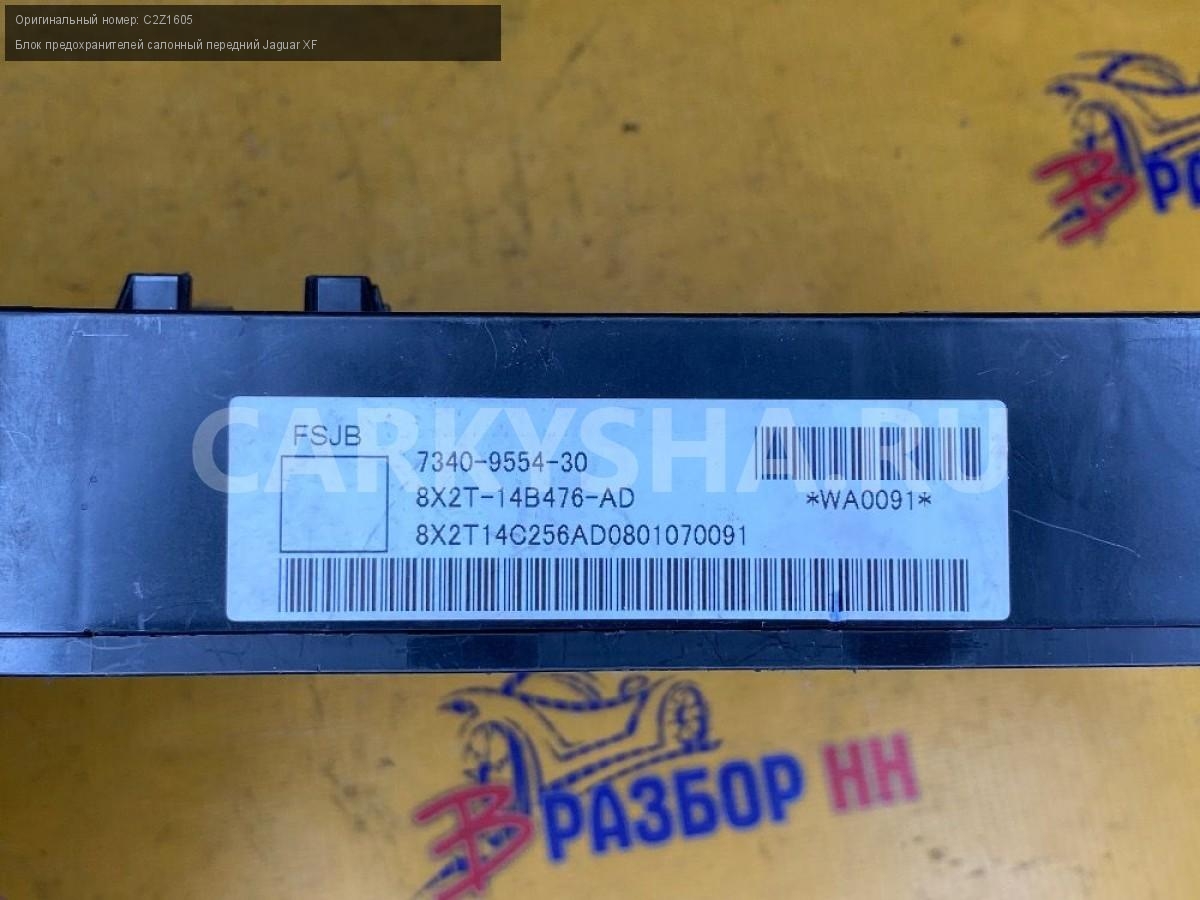 Оригинальный номер: C2Z1605
Блок предохранителей салонный передний Jaguar XF
FSJB
7340-9554-30
8X2T-14B476-AD
8X2T14C256AD0801070091
*WA0091*
CARKYSHA.RU
В РАЗБОР НН